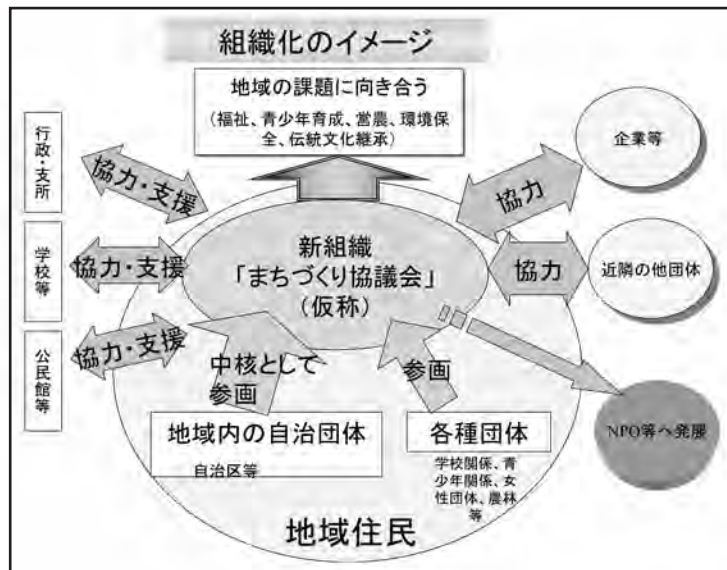 組織化のイメージ
地域の課題に向き合う
(福祉、青少年育成、営農、環境保
全、伝統文化継承)
行政・支所
協力・支援
学校等
協力・支援
公民館等
協力・支援
企業等
協力
近隣の他団体
協力
新組織
「まちづくり協議会」
(仮称)
中核として
参画
参画
地域内の自治団体
自治区等
各種団体
学校関係、青
少年関係、女
性団体、農林
等
NPO等へ発展
地域住民